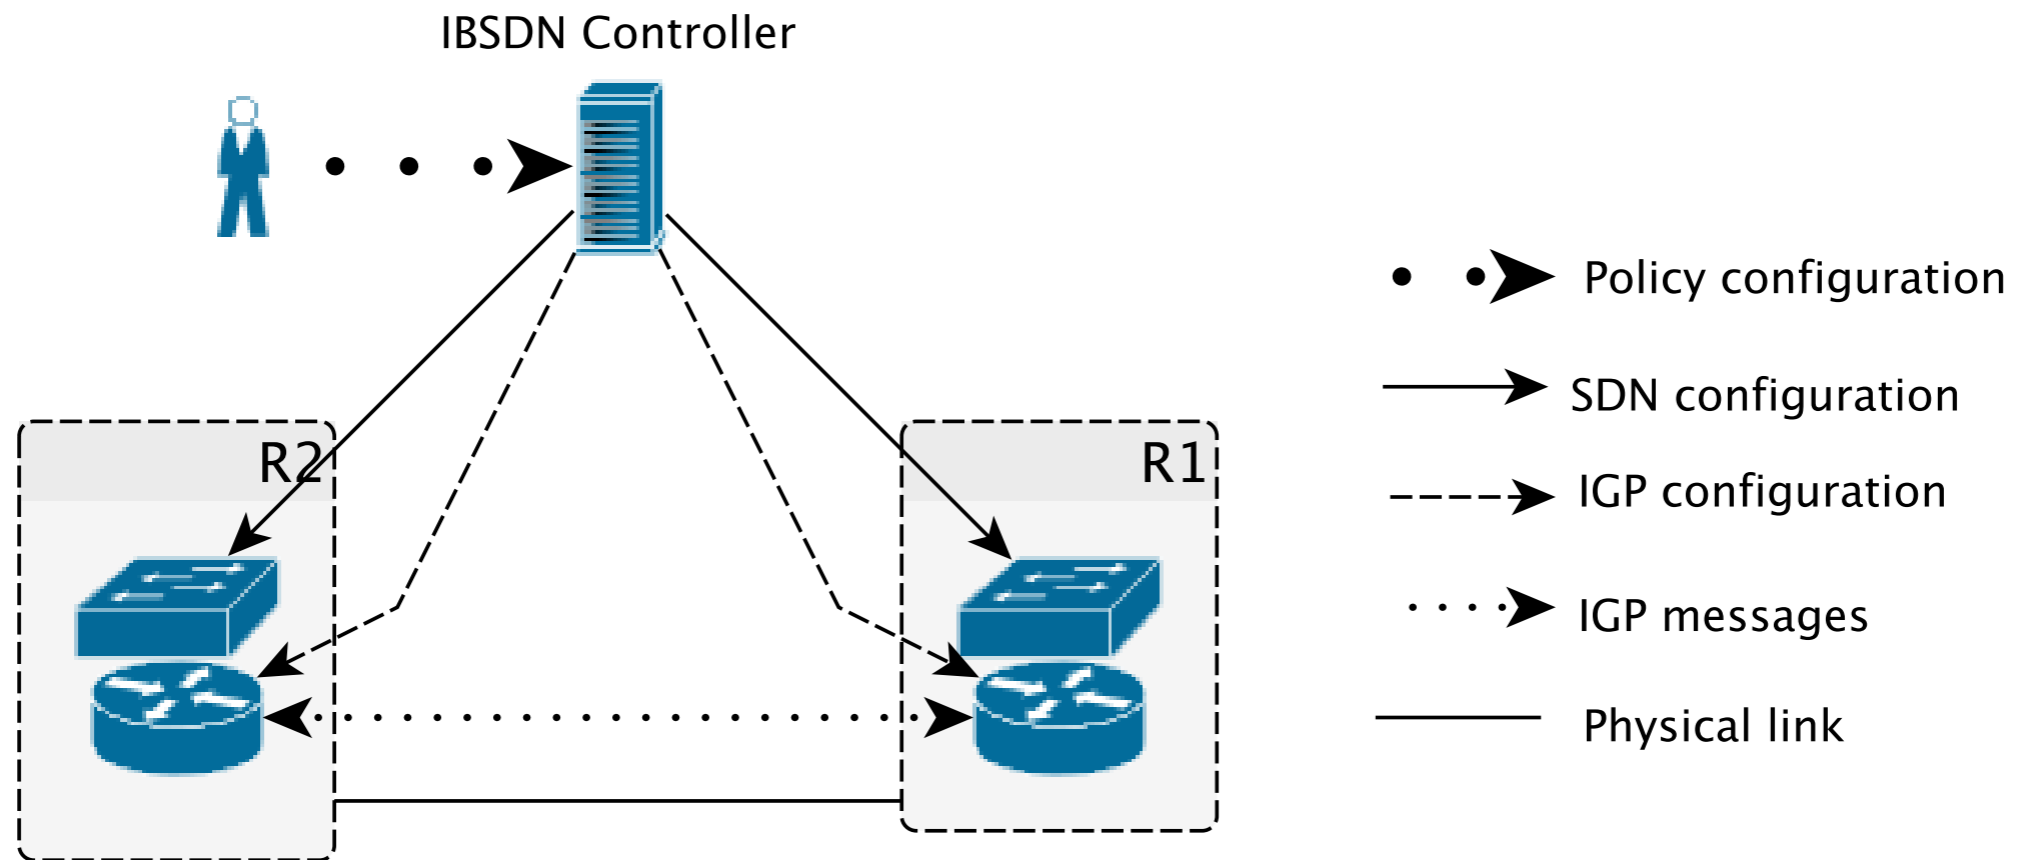 IBSDN Controller
R2
R1
Policy configuration
SDN configuration
IGP configuration
IGP messages
Physical link